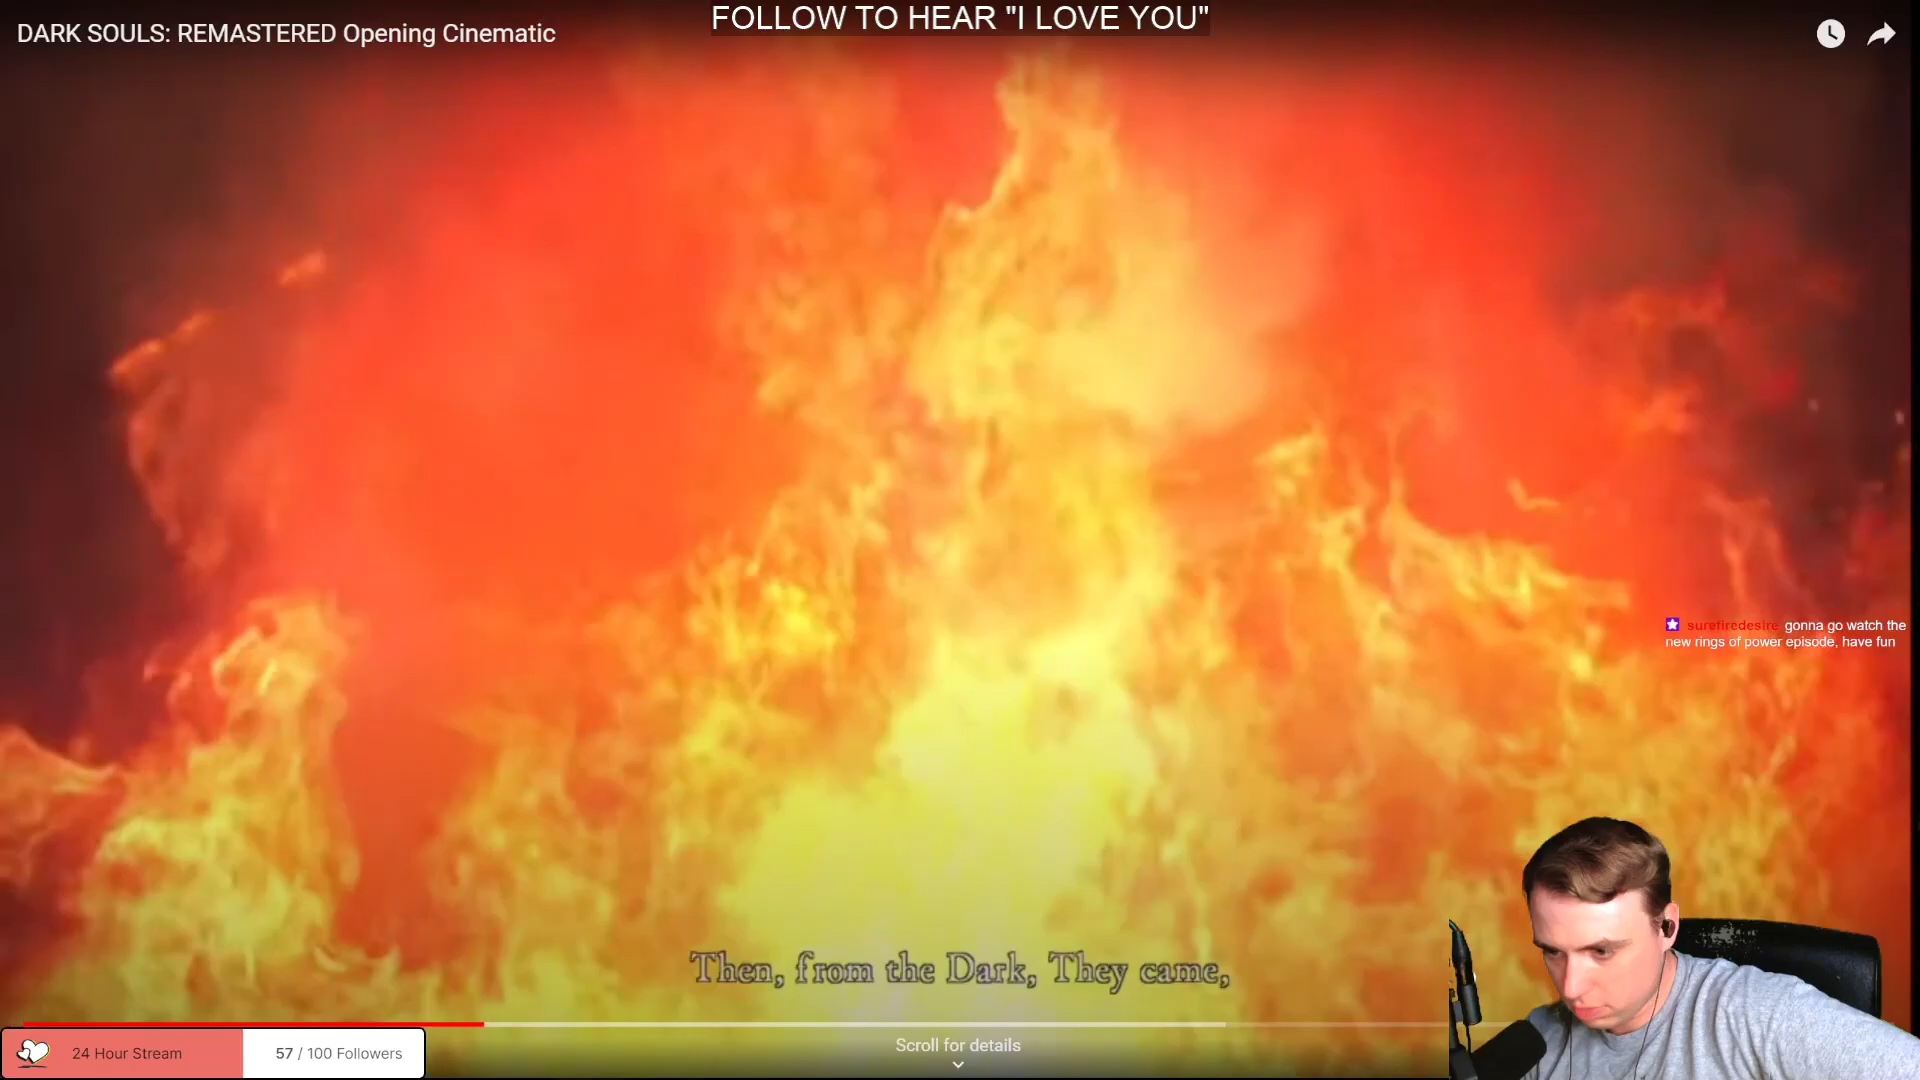 FOLLOW TO HEAR "I LOVE YOU"
DARK SOULS: REMASTERED Opening Cinematic
surefiredesire gonna go watch the
new rings of power episode, have fun
Then, from the Dark, They came,
Scroll for details
24 Hour Stream 57 / 100 Followers